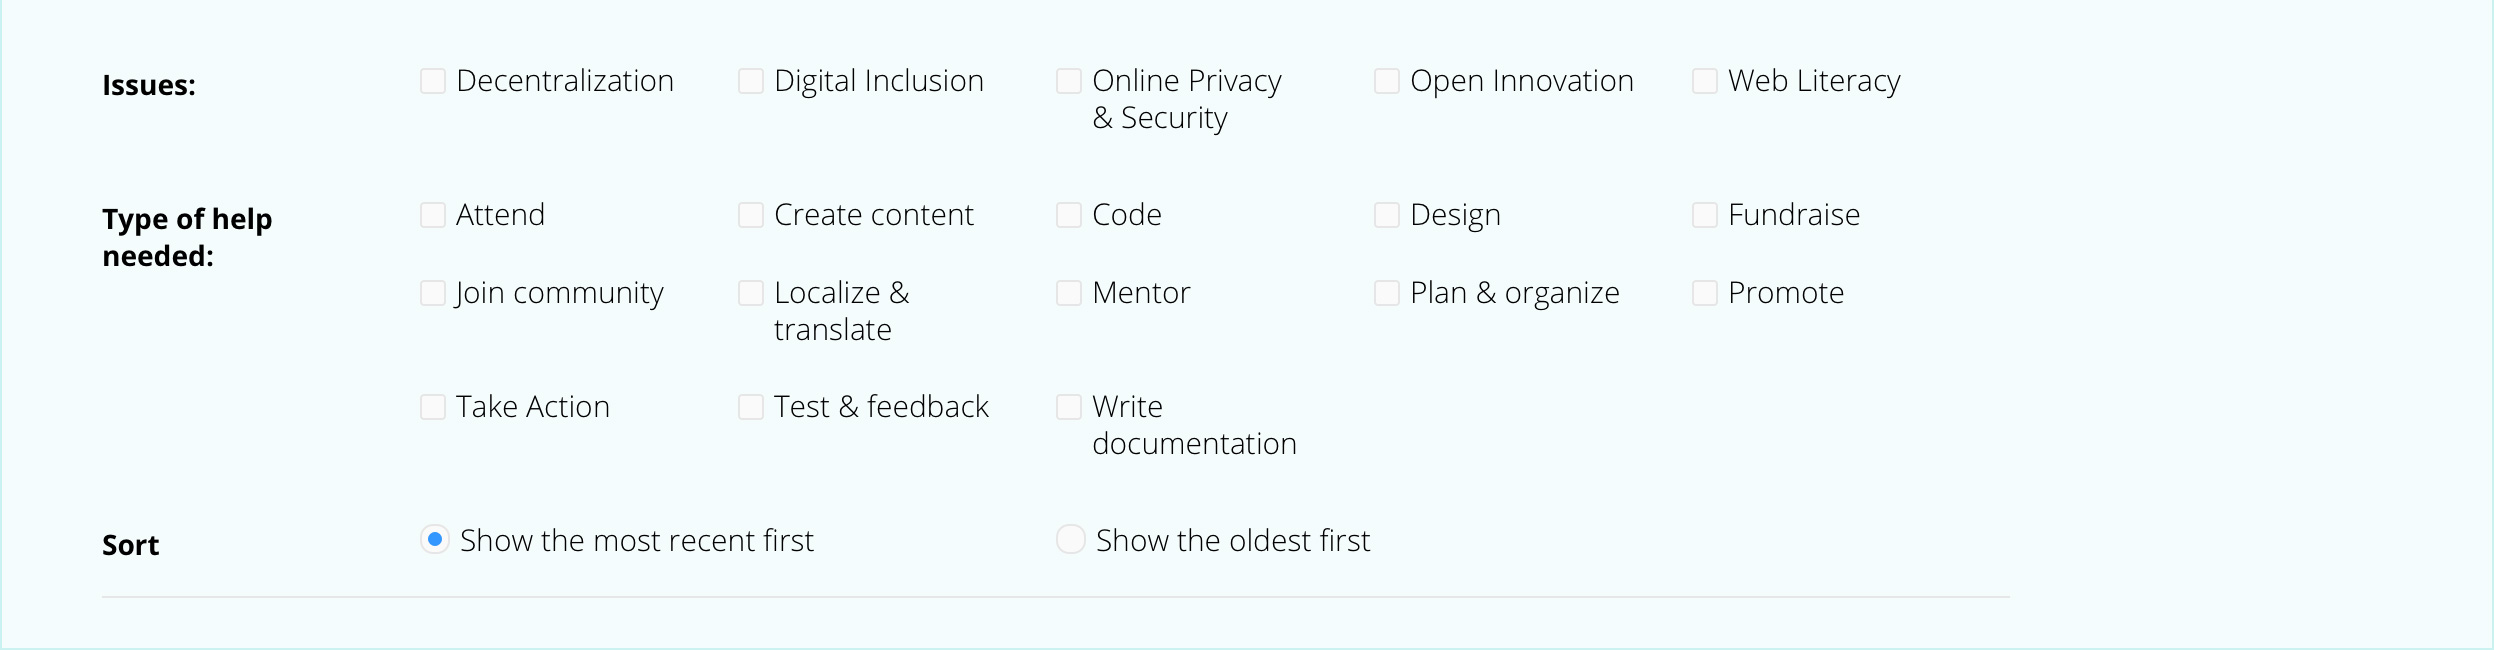 Issues:
Decentralization
Digital Inclusion
Online Privacy
& Security
Open Innovation
Web Literacy
Type of help
needed:
Attend
Create content
Code
Design
Fundraise
Join community
Localize &
translate
Mentor
Plan & organize
Promote
Take Action
Test & feedback
Write
documentation
Sort
Show the most recent first
Show the oldest first